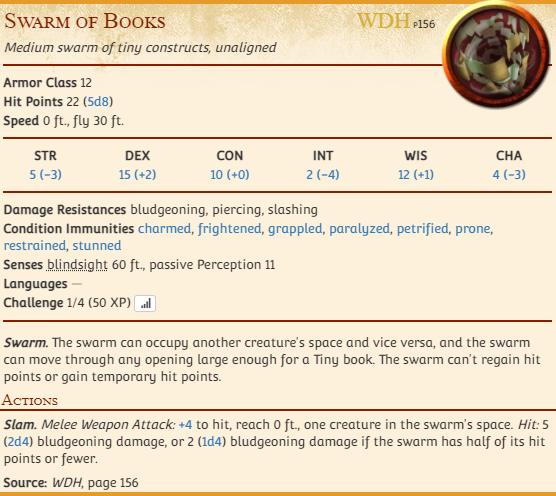 Swarm of Books WDH p156
Medium swarm of tiny constructs, unaligned
Armor Class 12
Hit Points 22 (5d8)
Speed 0 ft., fly 30 ft.
STR DEX CON INT WIS CHA
5 (−3) 15 (+2) 10 (+0) 2 (−4) 12 (+1) 4 (−3)
Damage Resistances bludgeoning, piercing, slashing
Condition Immunities charmed, frightened, grappled, paralyzed, petrified, prone,
restrained, stunned
Senses blindsight 60 ft., passive Perception 11
Languages —
Challenge 1/4 (50 XP)
Swarm. The swarm can occupy another creature's space and vice versa, and the swarm
can move through any opening large enough for a Tiny book. The swarm can't regain hit
points or gain temporary hit points.
Actions
Slam. Melee Weapon Attack: +4 to hit, reach 0 ft., one creature in the swarm's space. Hit: 5
(2d4) bludgeoning damage, or 2 (1d4) bludgeoning damage if the swarm has half of its hit
points or fewer.
Source: WDH, page 156